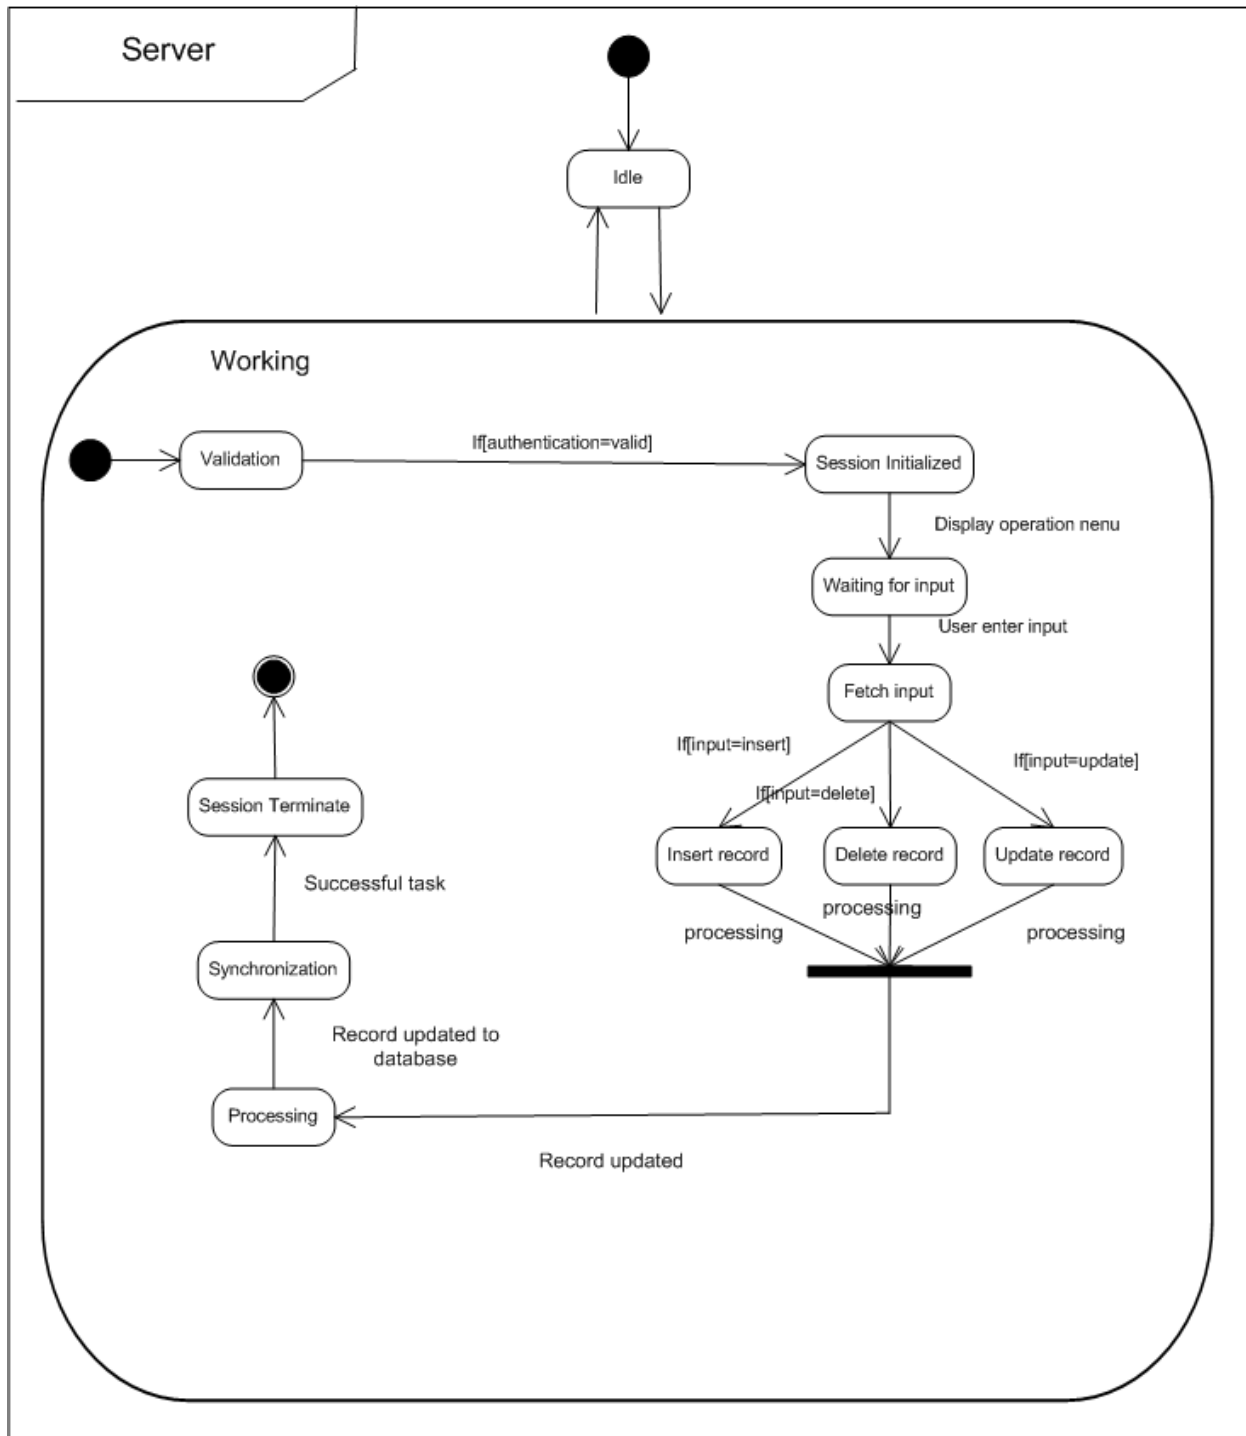 Server
Idle
Working
Validation
If[authentication=valid]
Session Initialized
Display operation nenu
Waiting for input
User enter input
Fetch input
If[input=insert]
If[input=delete]
If[input=update]
Insert record
Delete record
Update record
processing
processing
processing
Session Terminate
Successful task
Synchronization
Record updated to
database
Processing
Record updated